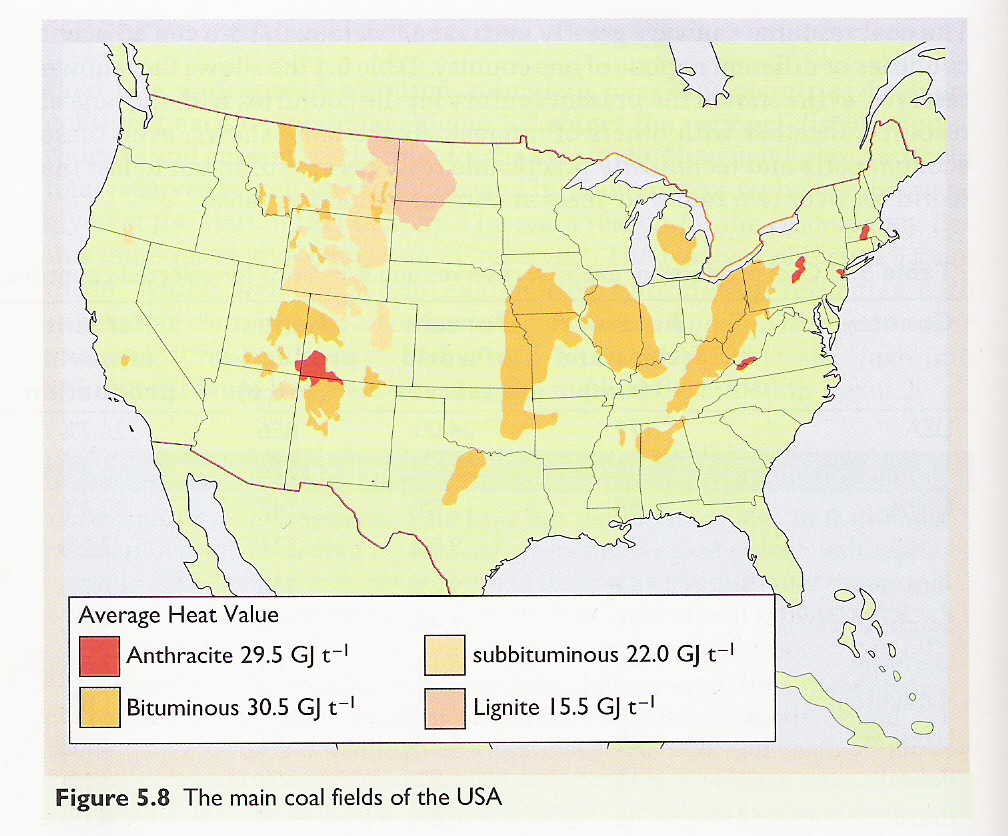 Average Heat Value
Anthracite 29.5 GJ t⁻¹
subbituminous 22.0 GJ t⁻¹
Bituminous 30.5 GJ t⁻¹
Lignite 15.5 GJ t⁻¹
Figure 5.8 The main coal fields of the USA